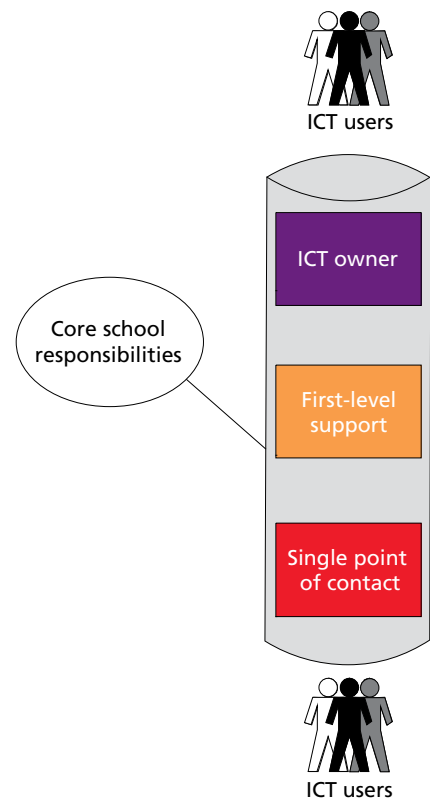 ICT users
ICT owner
Core school
responsibilities
First-level
support
Single point
of contact
ICT users